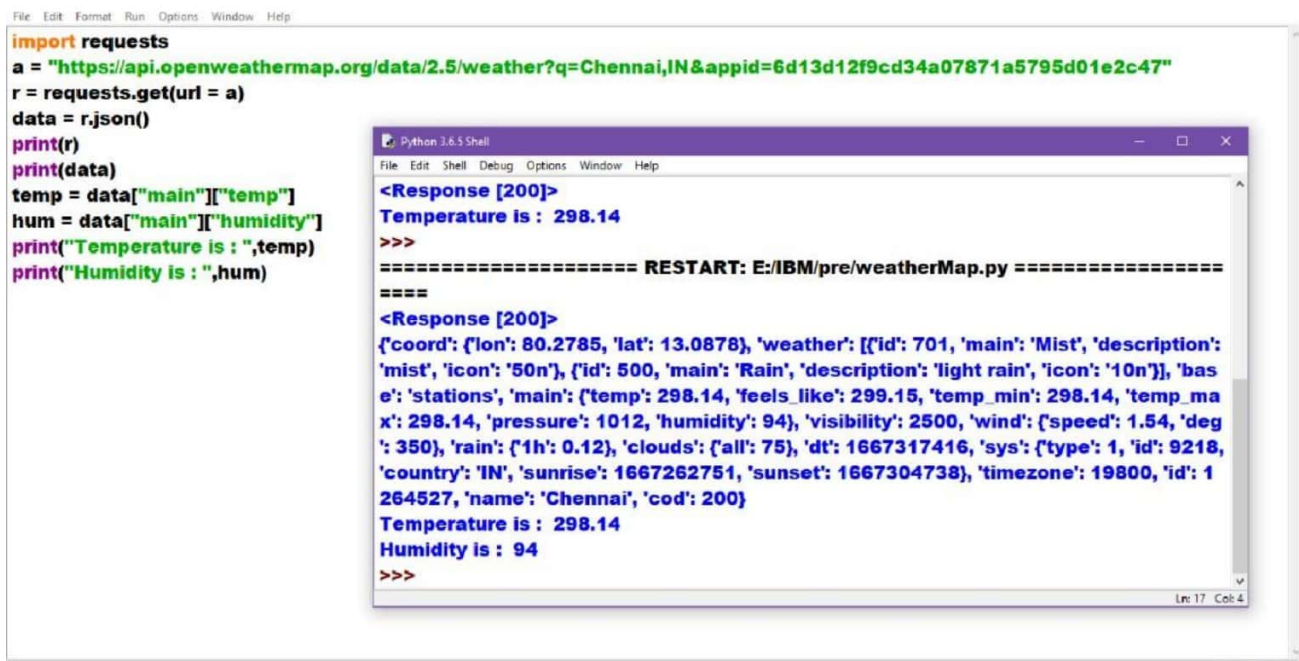 File Edit Format Run Options Window Help
import requests
a = "https://api.openweathermap.org/data/2.5/weather?q=Chennai,IN&appid=6d13d12f9cd34a07871a5795d01e2c47"
r = requests.get(url = a)
data = r.json()
print(r)
print(data)
temp = data["main"]["temp"]
hum = data["main"]["humidity"]
print("Temperature is : ",temp)
print("Humidity is : ",hum)
Python 3.6.5 Shell
File Edit Shell Debug Options Window Help
<Response [200]>
Temperature is :  298.14
>>>
===================== RESTART: E:/IBM/pre/weatherMap.py =================
====
<Response [200]>
{'coord': {'lon': 80.2785, 'lat': 13.0878}, 'weather': [{'id': 701, 'main': 'Mist', 'description':
'mist', 'icon': '50n'}, {'id': 500, 'main': 'Rain', 'description': 'light rain', 'icon': '10n'}], 'bas
e': 'stations', 'main': {'temp': 298.14, 'feels_like': 299.15, 'temp_min': 298.14, 'temp_ma
x': 298.14, 'pressure': 1012, 'humidity': 94}, 'visibility': 2500, 'wind': {'speed': 1.54, 'deg
': 350}, 'rain': {'1h': 0.12}, 'clouds': {'all': 75}, 'dt': 1667317416, 'sys': {'type': 1, 'id': 9218,
'country': 'IN', 'sunrise': 1667262751, 'sunset': 1667304738}, 'timezone': 19800, 'id': 1
264527, 'name': 'Chennai', 'cod': 200}
Temperature is :  298.14
Humidity is :  94
>>>
Ln: 17 Col: 4